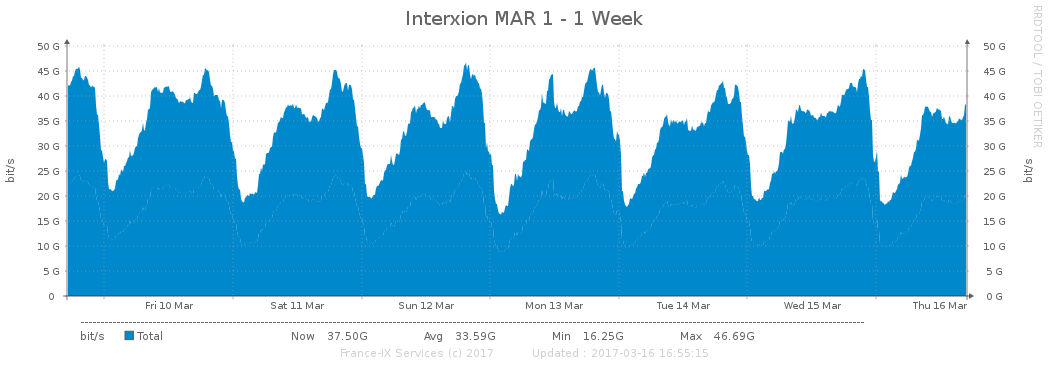 Interxion MAR 1 - 1 Week
RRDTOOL / TOBI OETIKER
50 G 50 G
45 G 45 G
40 G 40 G
35 G 35 G
30 G 30 G
25 G 25 G
20 G 20 G
15 G 15 G
10 G 10 G
5 G 5 G
0 0 G
bit/s
bit/s
Fri 10 Mar Sat 11 Mar Sun 12 Mar Mon 13 Mar Tue 14 Mar Wed 15 Mar Thu 16 Mar
bit/s Total Now 37.50G Avg 33.59G Min 16.25G Max 46.69G
France-IX Services (c) 2017 Updated : 2017-03-16 16:55:15